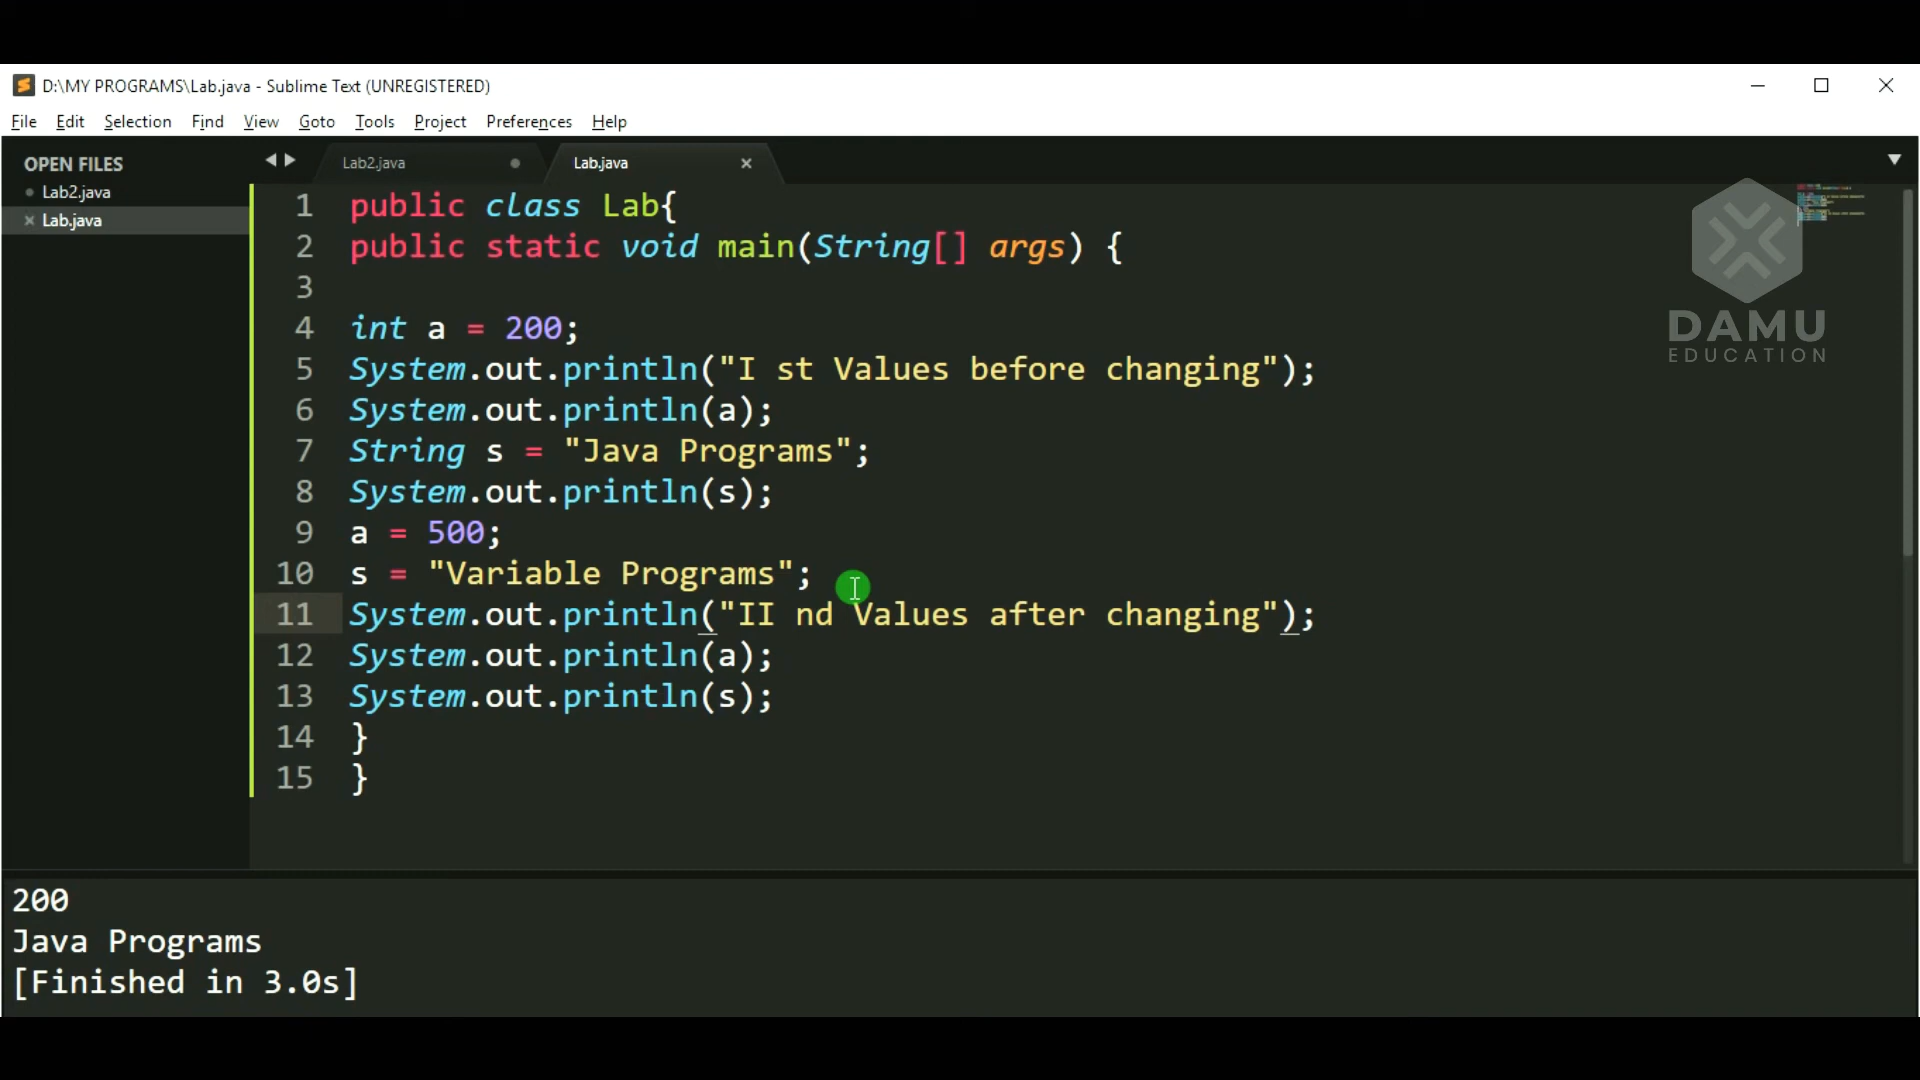 D:\MY PROGRAMS\Lab.java - Sublime Text (UNREGISTERED)
File Edit Selection Find View Goto Tools Project Preferences Help
OPEN FILES
Lab2.java
Lab.java
Lab2.java Lab.java
1 public class Lab{
2 public static void main(String[] args) {
3
4 int a = 200;
5 System.out.println("I st Values before changing");
6 System.out.println(a);
7 String s = "Java Programs";
8 System.out.println(s);
9 a = 500;
10 s = "Variable Programs";
11 System.out.println("II nd Values after changing");
12 System.out.println(a);
13 System.out.println(s);
14 }
15 }
DAMU
EDUCATION
200
Java Programs
[Finished in 3.0s]